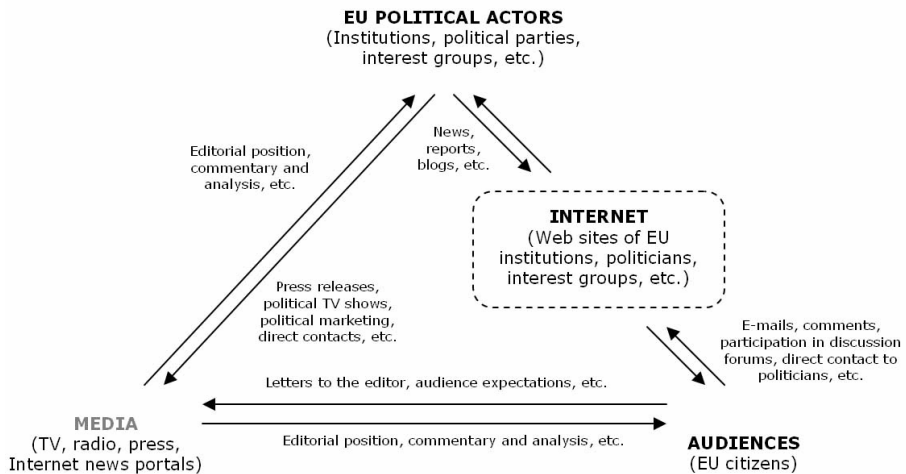 EU POLITICAL ACTORS
(Institutions, political parties,
interest groups, etc.)
News,
reports,
blogs, etc.
Editorial position,
commentary and
analysis, etc.
INTERNET
(Web sites of EU
institutions, politicians,
interest groups, etc.)
Press releases,
political TV shows,
political marketing,
direct contacts, etc.
E-mails, comments,
participation in discussion
forums, direct contact to
politicians, etc.
Letters to the editor, audience expectations, etc.
MEDIA
(TV, radio, press,
Internet news portals)
Editorial position, commentary and analysis, etc.
AUDIENCES
(EU citizens)